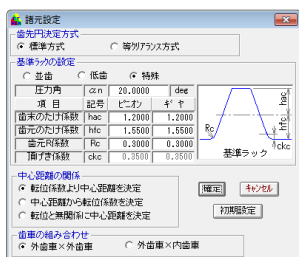 諸元設定
歯先円決定方式
標準方式 等クリアランス方式
基準ラックの設定
並歯 低歯 特殊
圧力角 αn 20.0000 deg
項 目 記号 ピニオン ギ ヤ
歯末のたけ係数 hac 1.2000 1.2000
歯元のたけ係数 hfc 1.5500 1.5500
歯元R係数 Rc 0.3000 0.3000
頂げき係数 ckc 0.3500 0.3500
hac
hfc
Rc
ckc
基準ラック
中心距離の関係
転位係数より中心距離を決定
中心距離から転位係数を決定
転位と無関係に中心距離を決定
確定 キャンセル
初期設定
歯車の組み合わせ
外歯車×外歯車 外歯車×内歯車